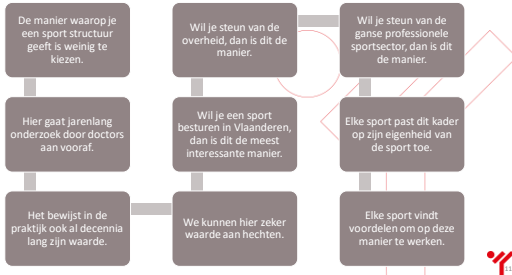 De manier waarop je
een sport structuur
geeft is weinig te
kiezen.
Hier gaat jarenlang
onderzoek door doctors
aan vooraf.
Het bewijst in de
praktijk ook al decennia
lang zijn waarde.
We kunnen hier zeker
waarde aan hechten.
Wil je een sport
besturen in Vlaanderen,
dan is dit de meest
interessante manier.
Wil je steun van de
overheid, dan is dit de
manier.
Wil je steun van de
ganse professionele
sportsector, dan is dit
de manier.
Elke sport past dit kader
op zijn eigenheid van
de sport toe.
Elke sport vindt
voordelen om op deze
manier te werken.
11